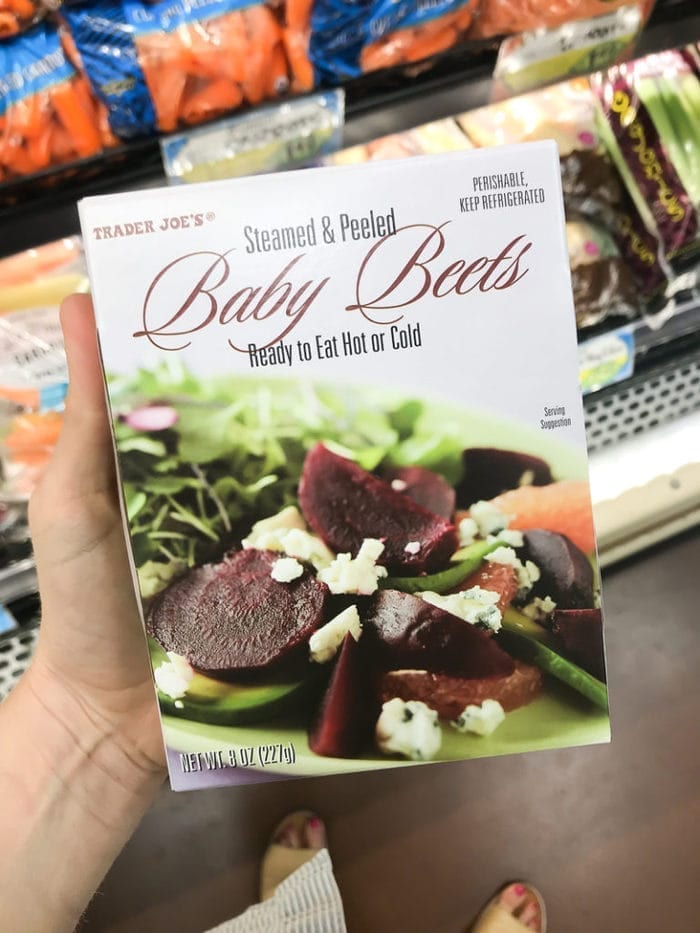 TRADER JOE'S®
PERISHABLE,
KEEP REFRIGERATED
Steamed & Peeled
Baby Beets
Ready to Eat Hot or Cold
Serving
Suggestion
NET WT. 8 OZ (227g)